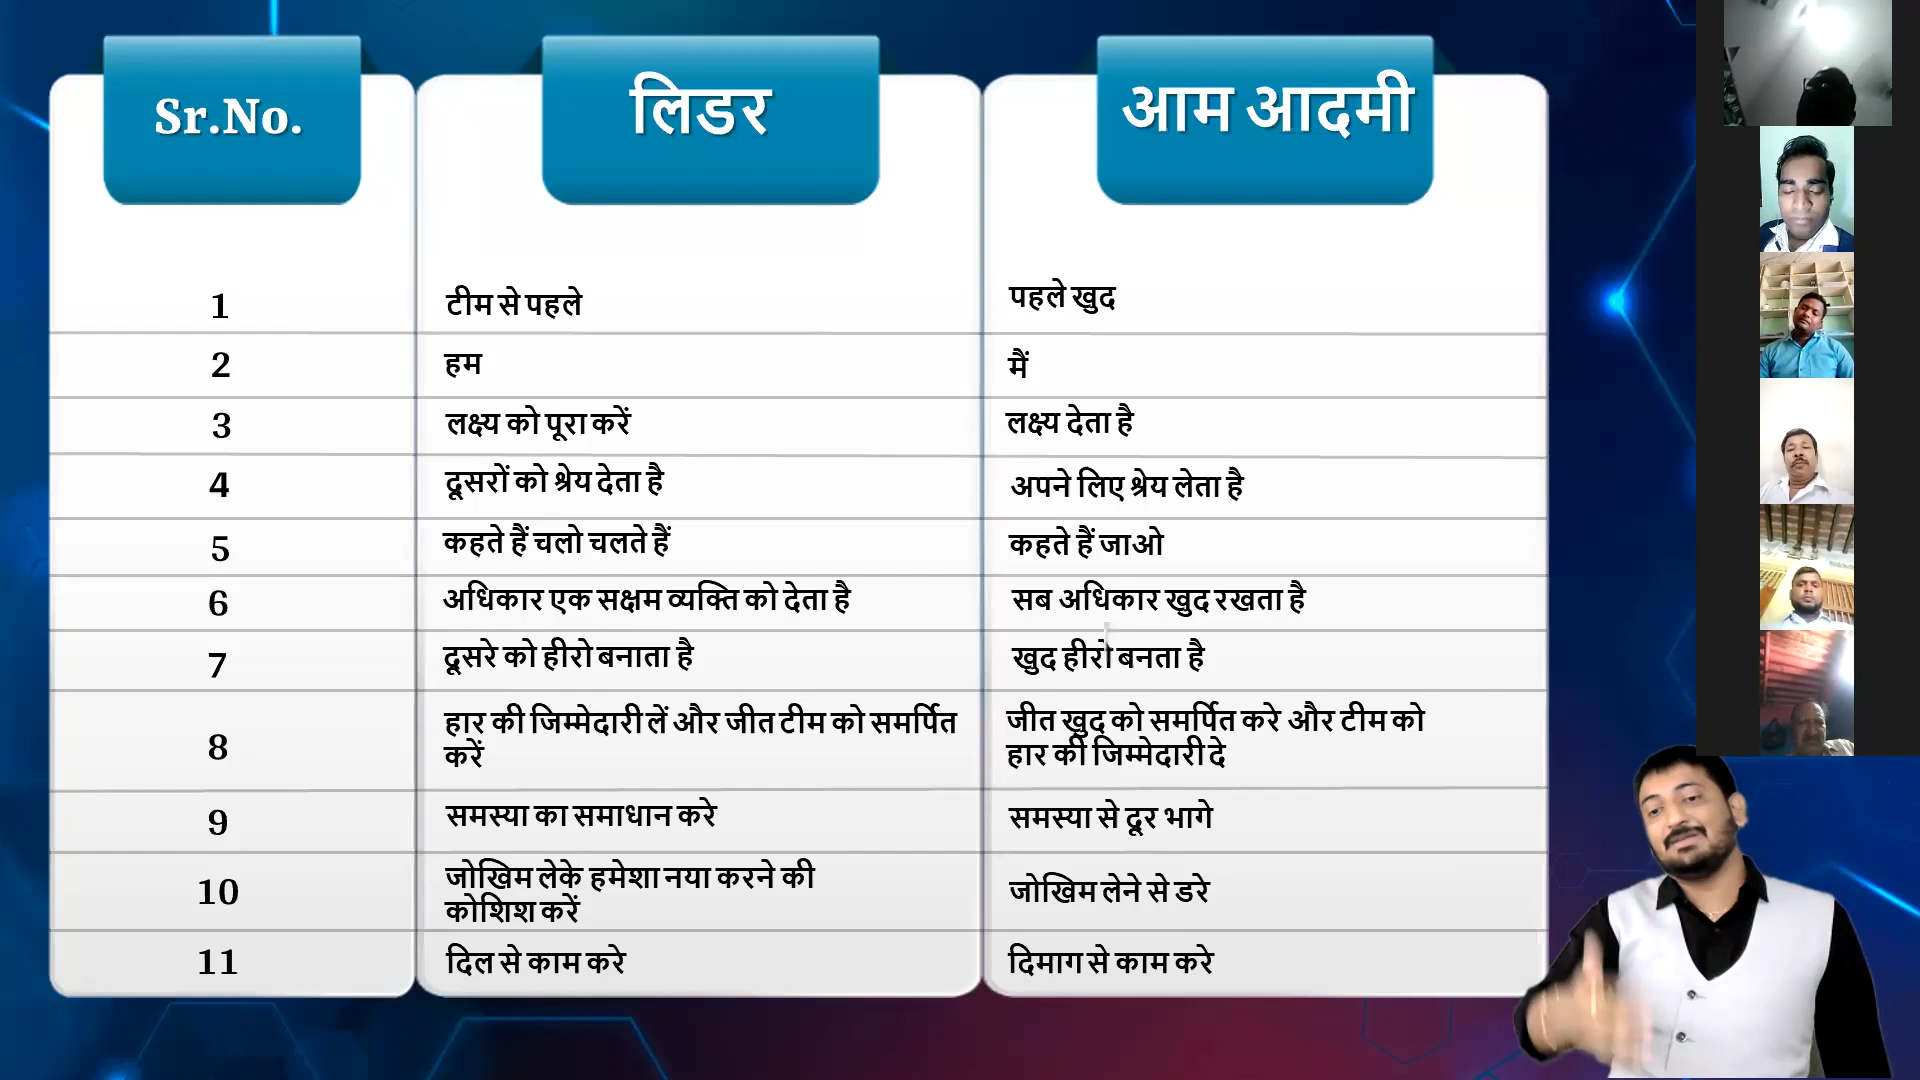 Sr.No. लिडर आम आदमी
1 टीम से पहले पहले खुद
2 हम मैं
3 लक्ष्य को पूरा करें लक्ष्य देता है
4 दूसरों को श्रेय देता है अपने लिए श्रेय लेता है
5 कहते हैं चलो चलते हैं कहते हैं जाओ
6 अधिकार एक सक्षम व्यक्ति को देता है सब अधिकार खुद रखता है
7 दूसरे को हीरो बनाता है खुद हीरो बनता है
8 हार की जिम्मेदारी लें और जीत टीम को समर्पित
करें
जीत खुद को समर्पित करे और टीम को
हार की जिम्मेदारी दे
9 समस्या का समाधान करे समस्या से दूर भागे
10 जोखिम लेके हमेशा नया करने की
कोशिश करें
जोखिम लेने से डरे
11 दिल से काम करे दिमाग से काम करे